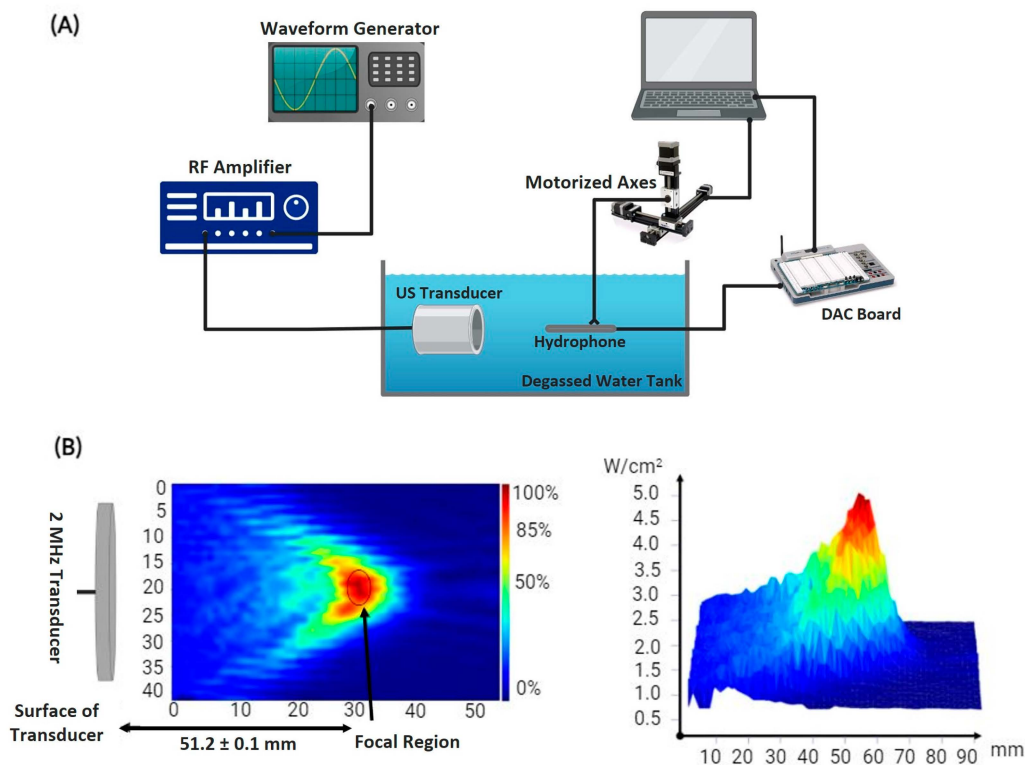 (A)
Waveform Generator
RF Amplifier
Motorized Axes
US Transducer
Hydrophone
DAC Board
Degassed Water Tank
(B)
2 MHz Transducer
0
5
10
15
20
25
30
35
40
0
10
20
30
40
50
100%
85%
50%
0%
Surface of
Transducer
51.2 ± 0.1 mm
Focal Region
W/cm²
5.0
4.5
4.0
3.5
3.0
2.5
2.0
1.5
1.0
0.5
10 20 30 40 50 60 70 80 90 mm